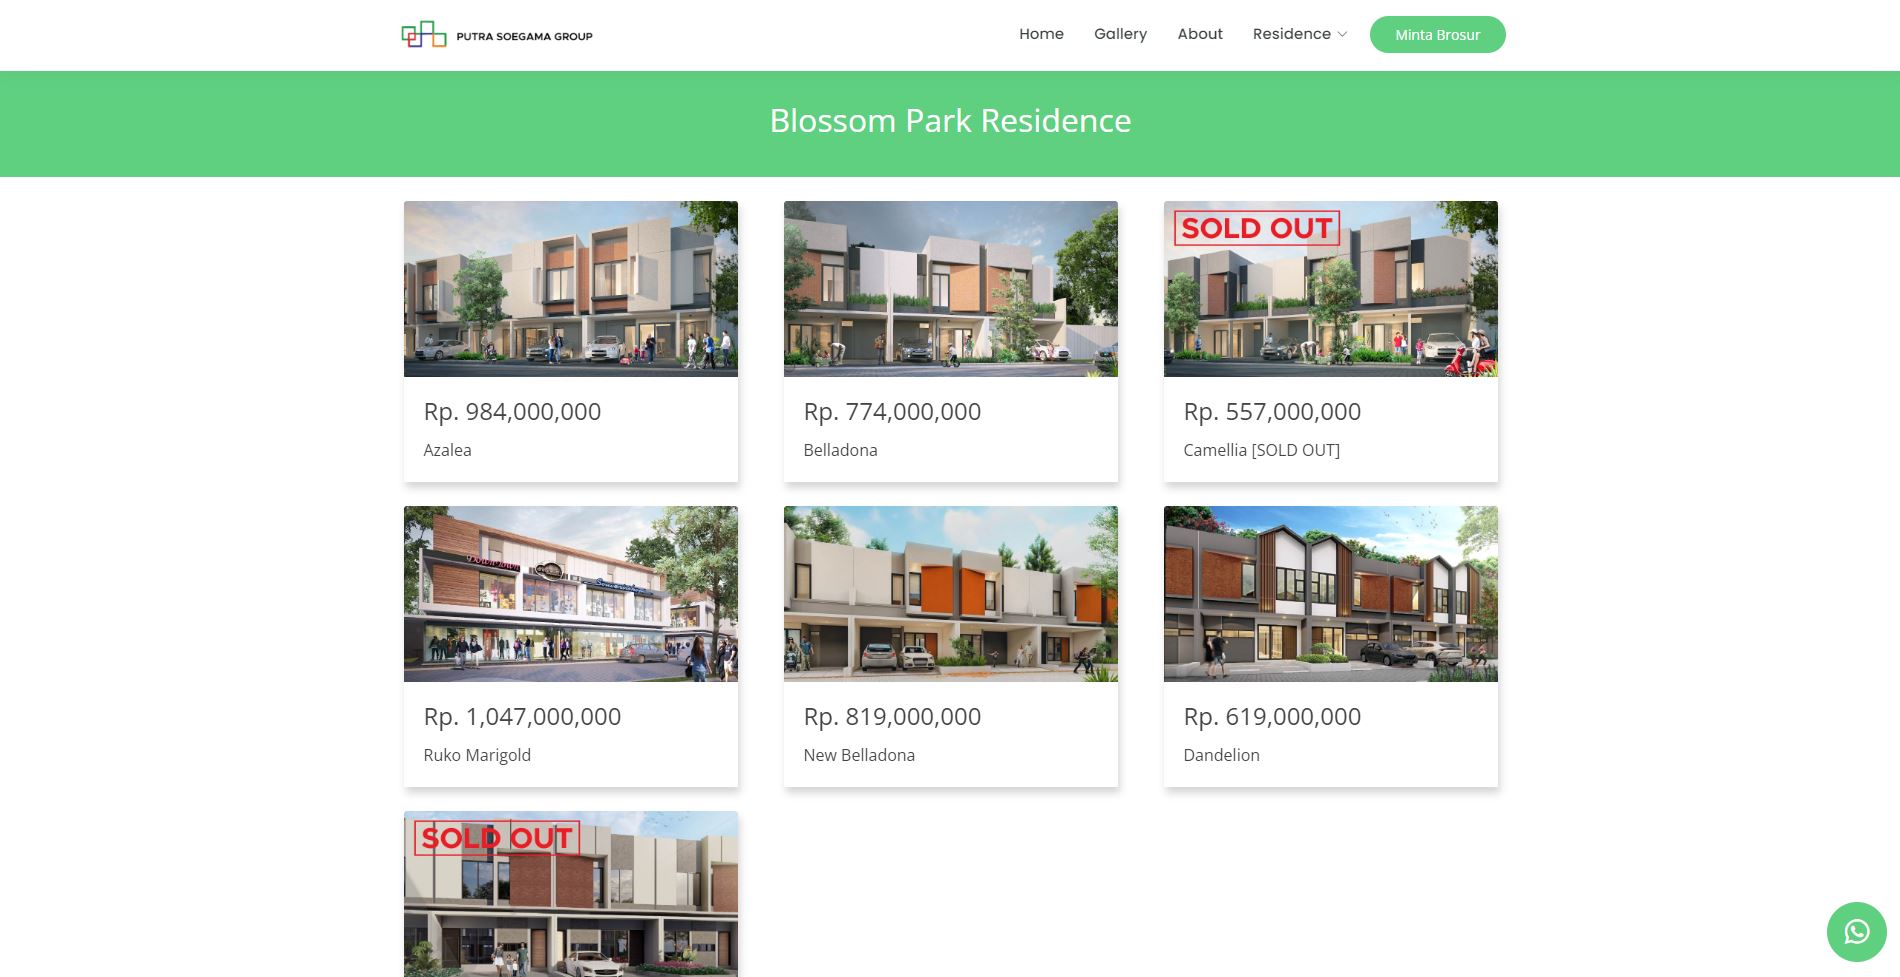 PUTRA SOEGAMA GROUP
Home
Gallery
About
Residence
Minta Brosur
Blossom Park Residence
SOLD OUT
Rp. 984,000,000
Azalea
Rp. 774,000,000
Belladona
Rp. 557,000,000
Camellia [SOLD OUT]
Down town
Rp. 1,047,000,000
Ruko Marigold
Rp. 819,000,000
New Belladona
Rp. 619,000,000
Dandelion
SOLD OUT